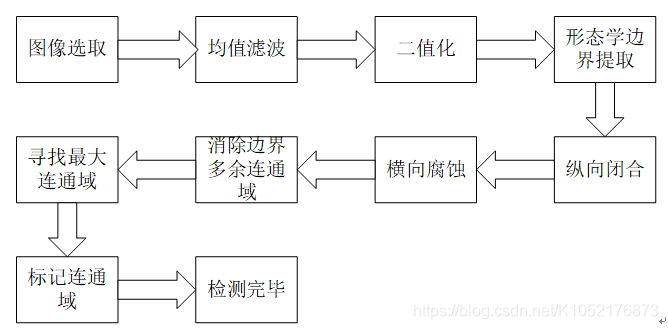 图像选取
均值滤波
二值化
形态学边
界提取
纵向闭合
横向腐蚀
消除边界
多余连通
域
寻找最大
连通域
标记连通
域
检测完毕
https://blog.csdn.net/K1052176873